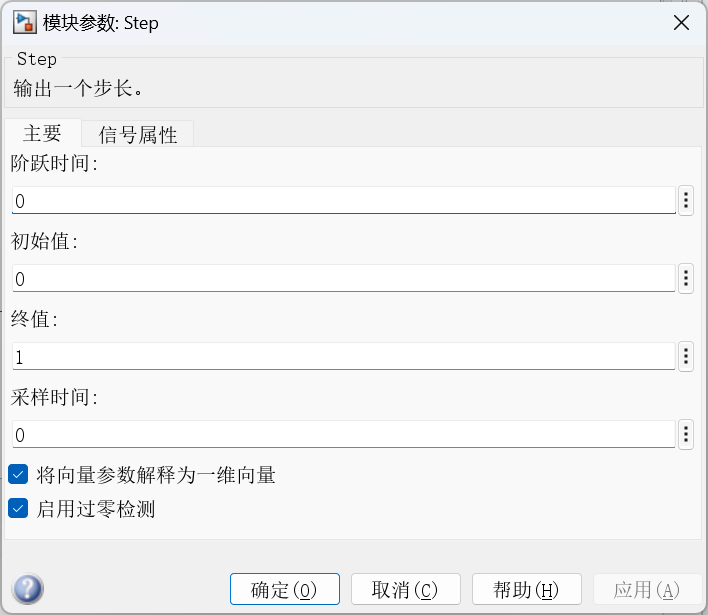 模块参数: Step
Step
输出一个步长。
主要 信号属性
阶跃时间:
0
初始值:
0
终值:
1
采样时间:
0
将向量参数解释为一维向量
启用过零检测
确定(O) 取消(C) 帮助(H) 应用(A)